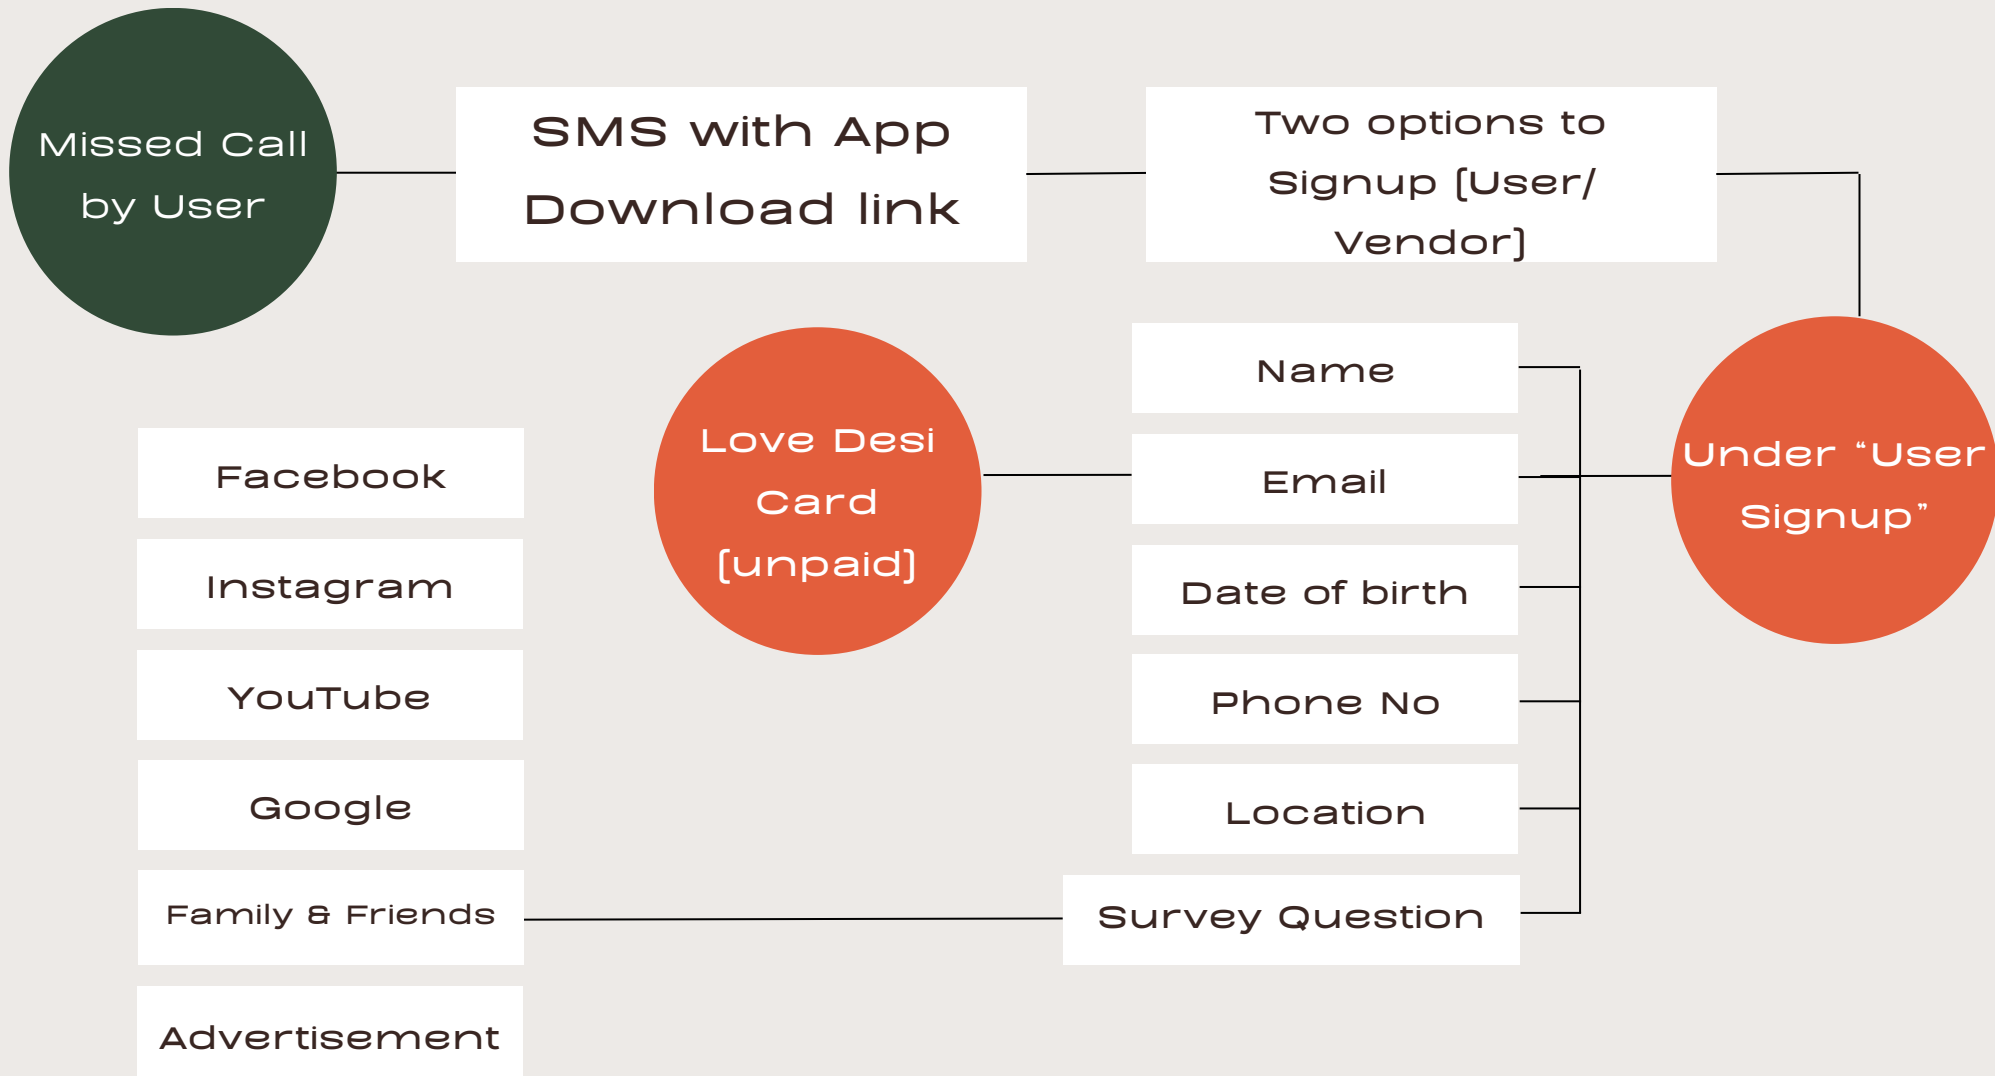 Missed Call
by User
SMS with App
Download link
Two options to
Signup (User/
Vendor)
Under “User
Signup”
Name
Email
Date of birth
Phone No
Location
Survey Question
Love Desi
Card
(unpaid)
Facebook
Instagram
YouTube
Google
Family & Friends
Advertisement